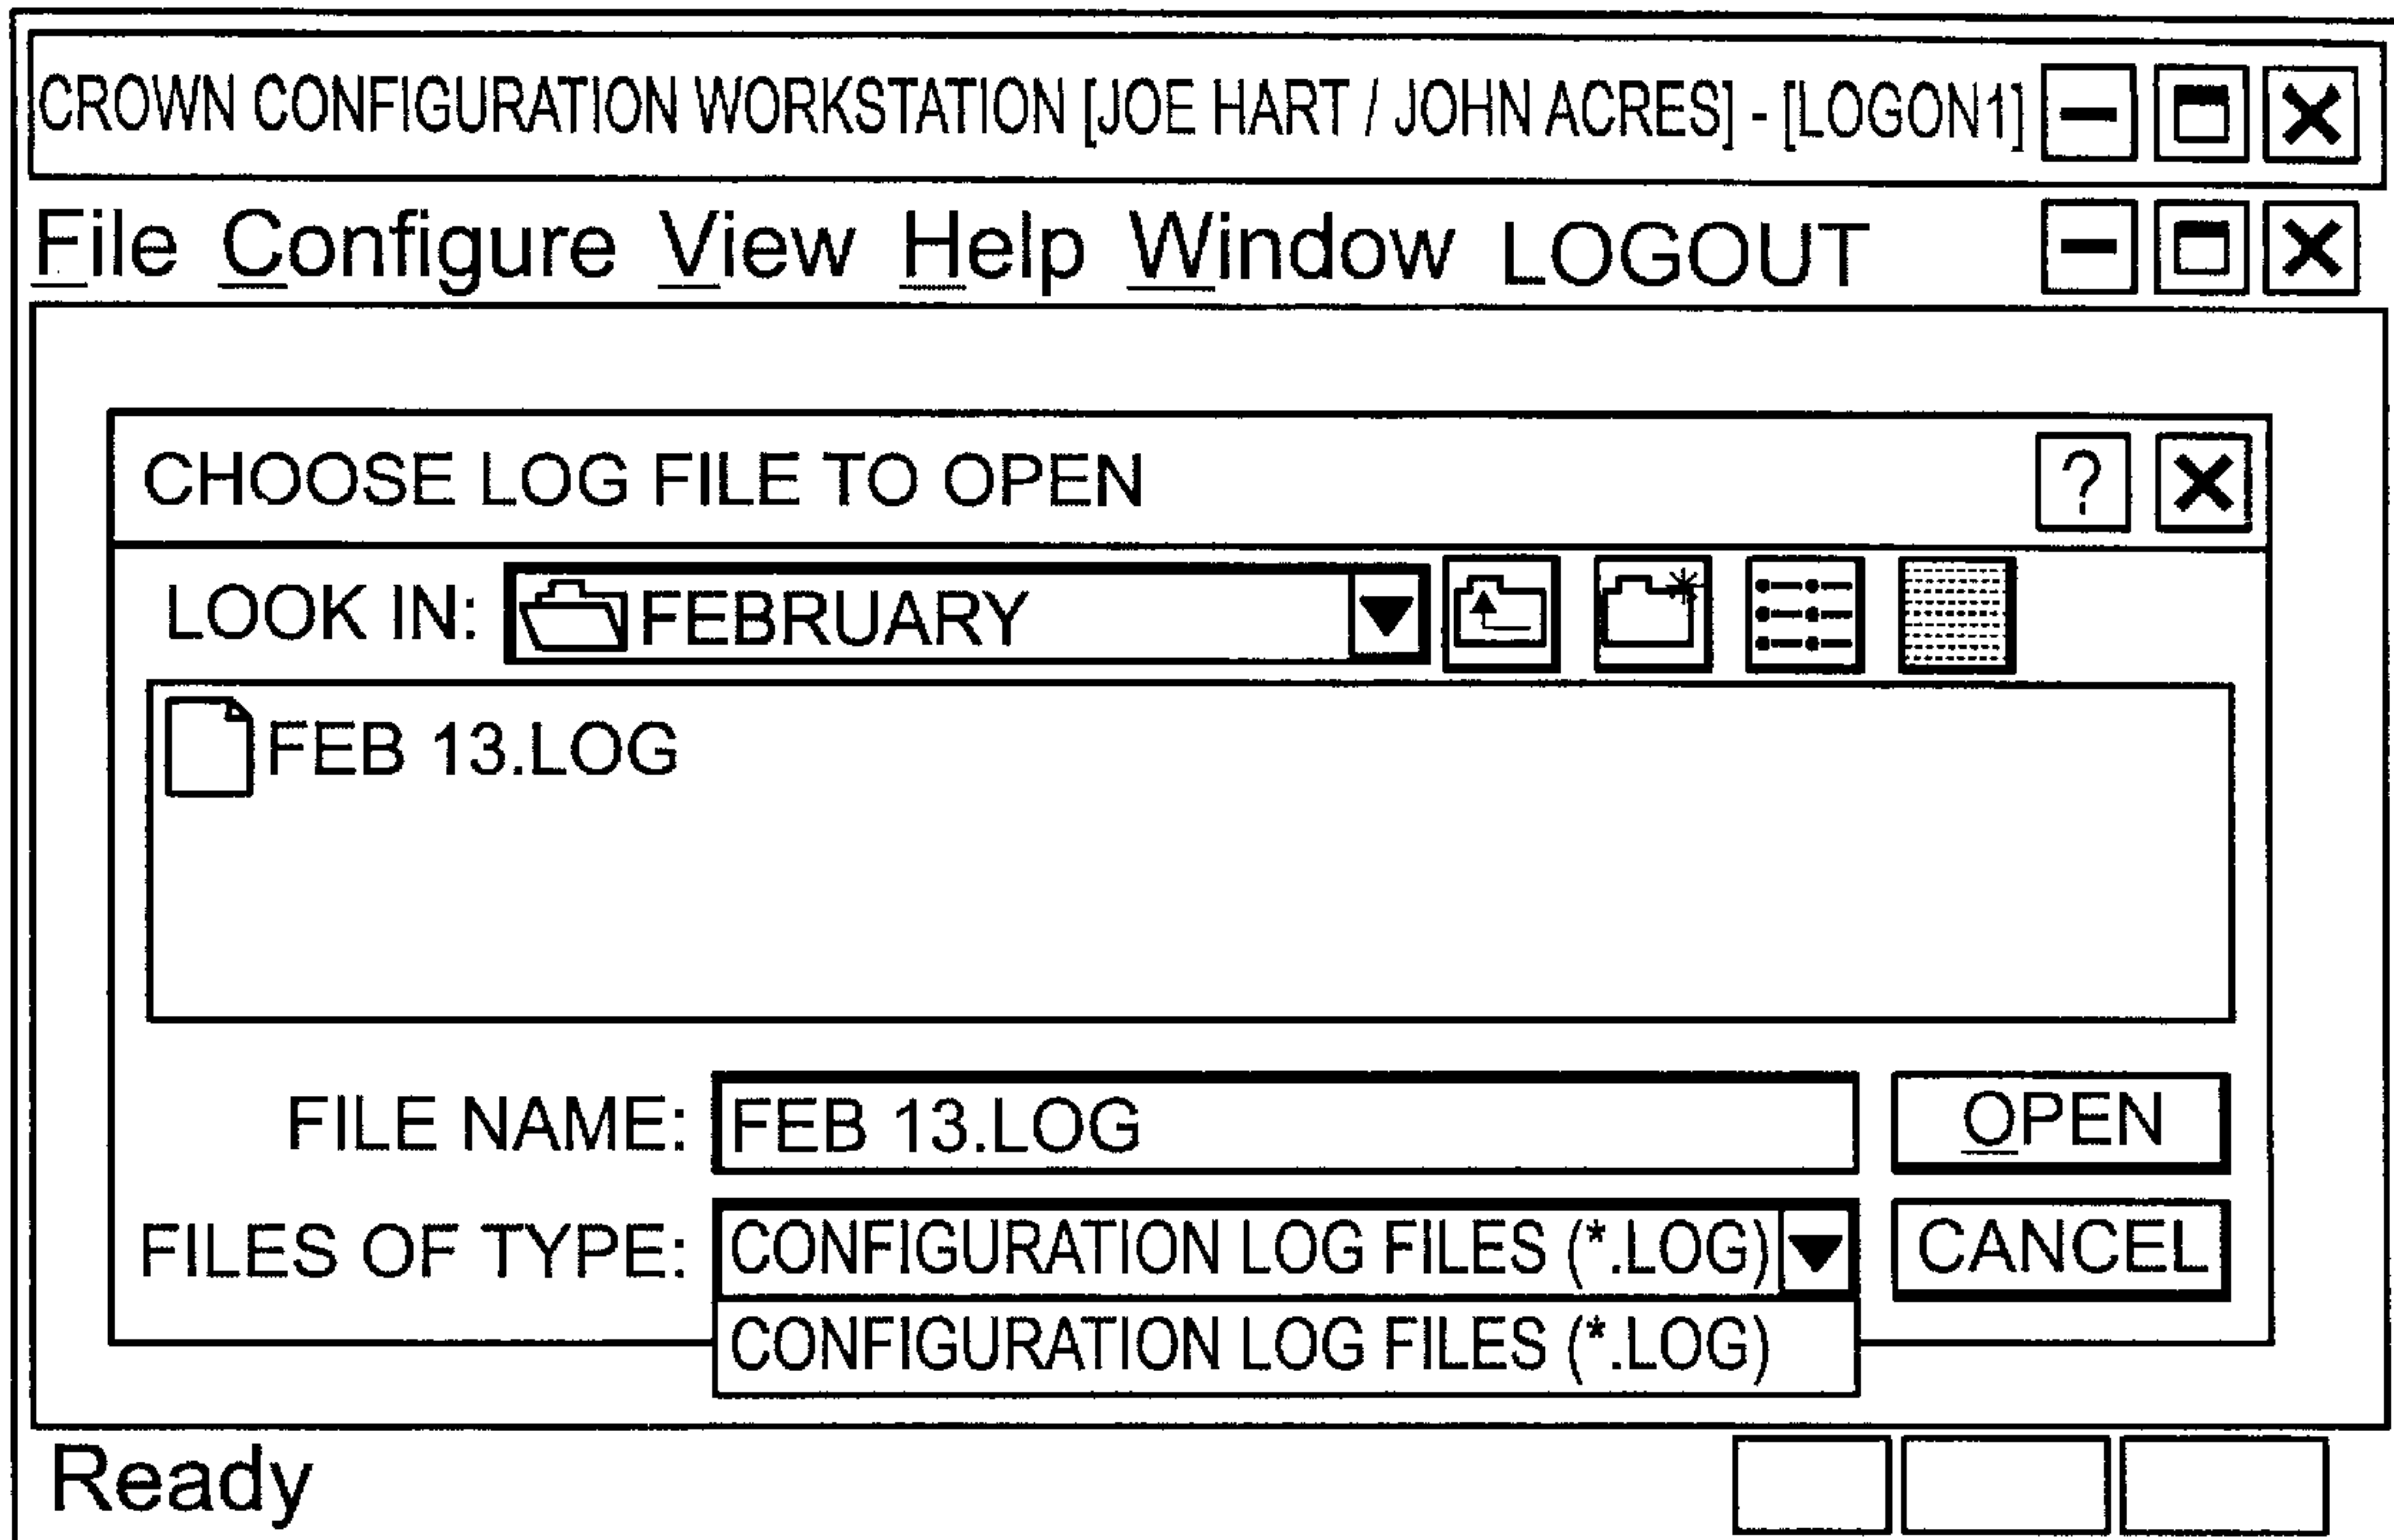 CROWN CONFIGURATION WORKSTATION [JOE HART / JOHN ACRES] - [LOGON1]
File Configure View Help Window LOGOUT
CHOOSE LOG FILE TO OPEN ?
LOOK IN: FEBRUARY
FEB 13.LOG
FILE NAME: FEB 13.LOG OPEN
FILES OF TYPE: CONFIGURATION LOG FILES (*.LOG) CANCEL
CONFIGURATION LOG FILES (*.LOG)
Ready